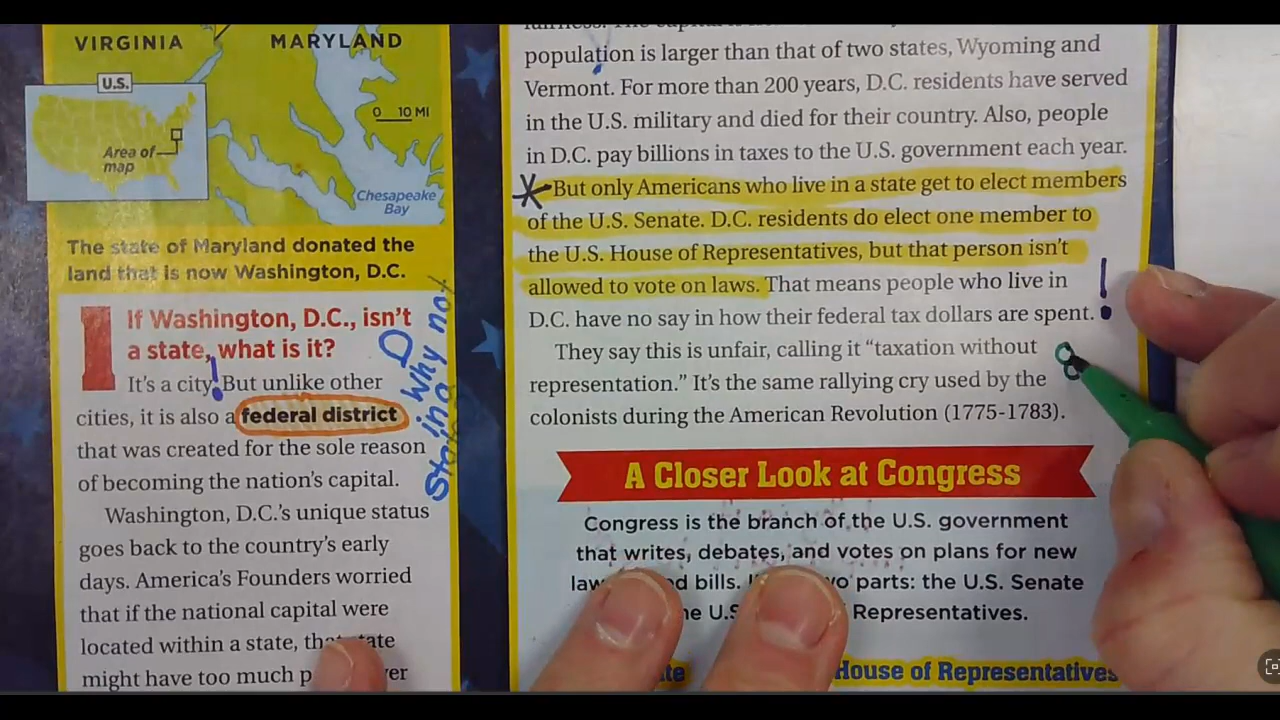 VIRGINIA
MARYLAND
U.S.
0 10 MI
Area of
map
Chesapeake
Bay
The state of Maryland donated the
land that is now Washington, D.C.
If Washington, D.C., isn't
a state, what is it?
It's a city! But unlike other
cities, it is also a federal district
that was created for the sole reason
of becoming the nation's capital.
Washington, D.C.'s unique status
goes back to the country's early
days. America's Founders worried
that if the national capital were
located within a state, that state
might have too much
Why not
in a
population is larger than that of two states, Wyoming and
Vermont. For more than 200 years, D.C. residents have served
in the U.S. military and died for their country. Also, people
in D.C. pay billions in taxes to the U.S. government each year.
But only Americans who live in a state get to elect members
of the U.S. Senate. D.C. residents do elect one member to
the U.S. House of Representatives, but that person isn't
allowed to vote on laws. That means people who live in
D.C. have no say in how their federal tax dollars are spent. !
They say this is unfair, calling it "taxation without
representation." It's the same rallying cry used by the
colonists during the American Revolution (1775-1783).
A Closer Look at Congress
Congress is the branch of the U.S. government
that writes, debates, and votes on plans for new
bills. parts: the U.S. Senate
Representatives.
House of Representatives